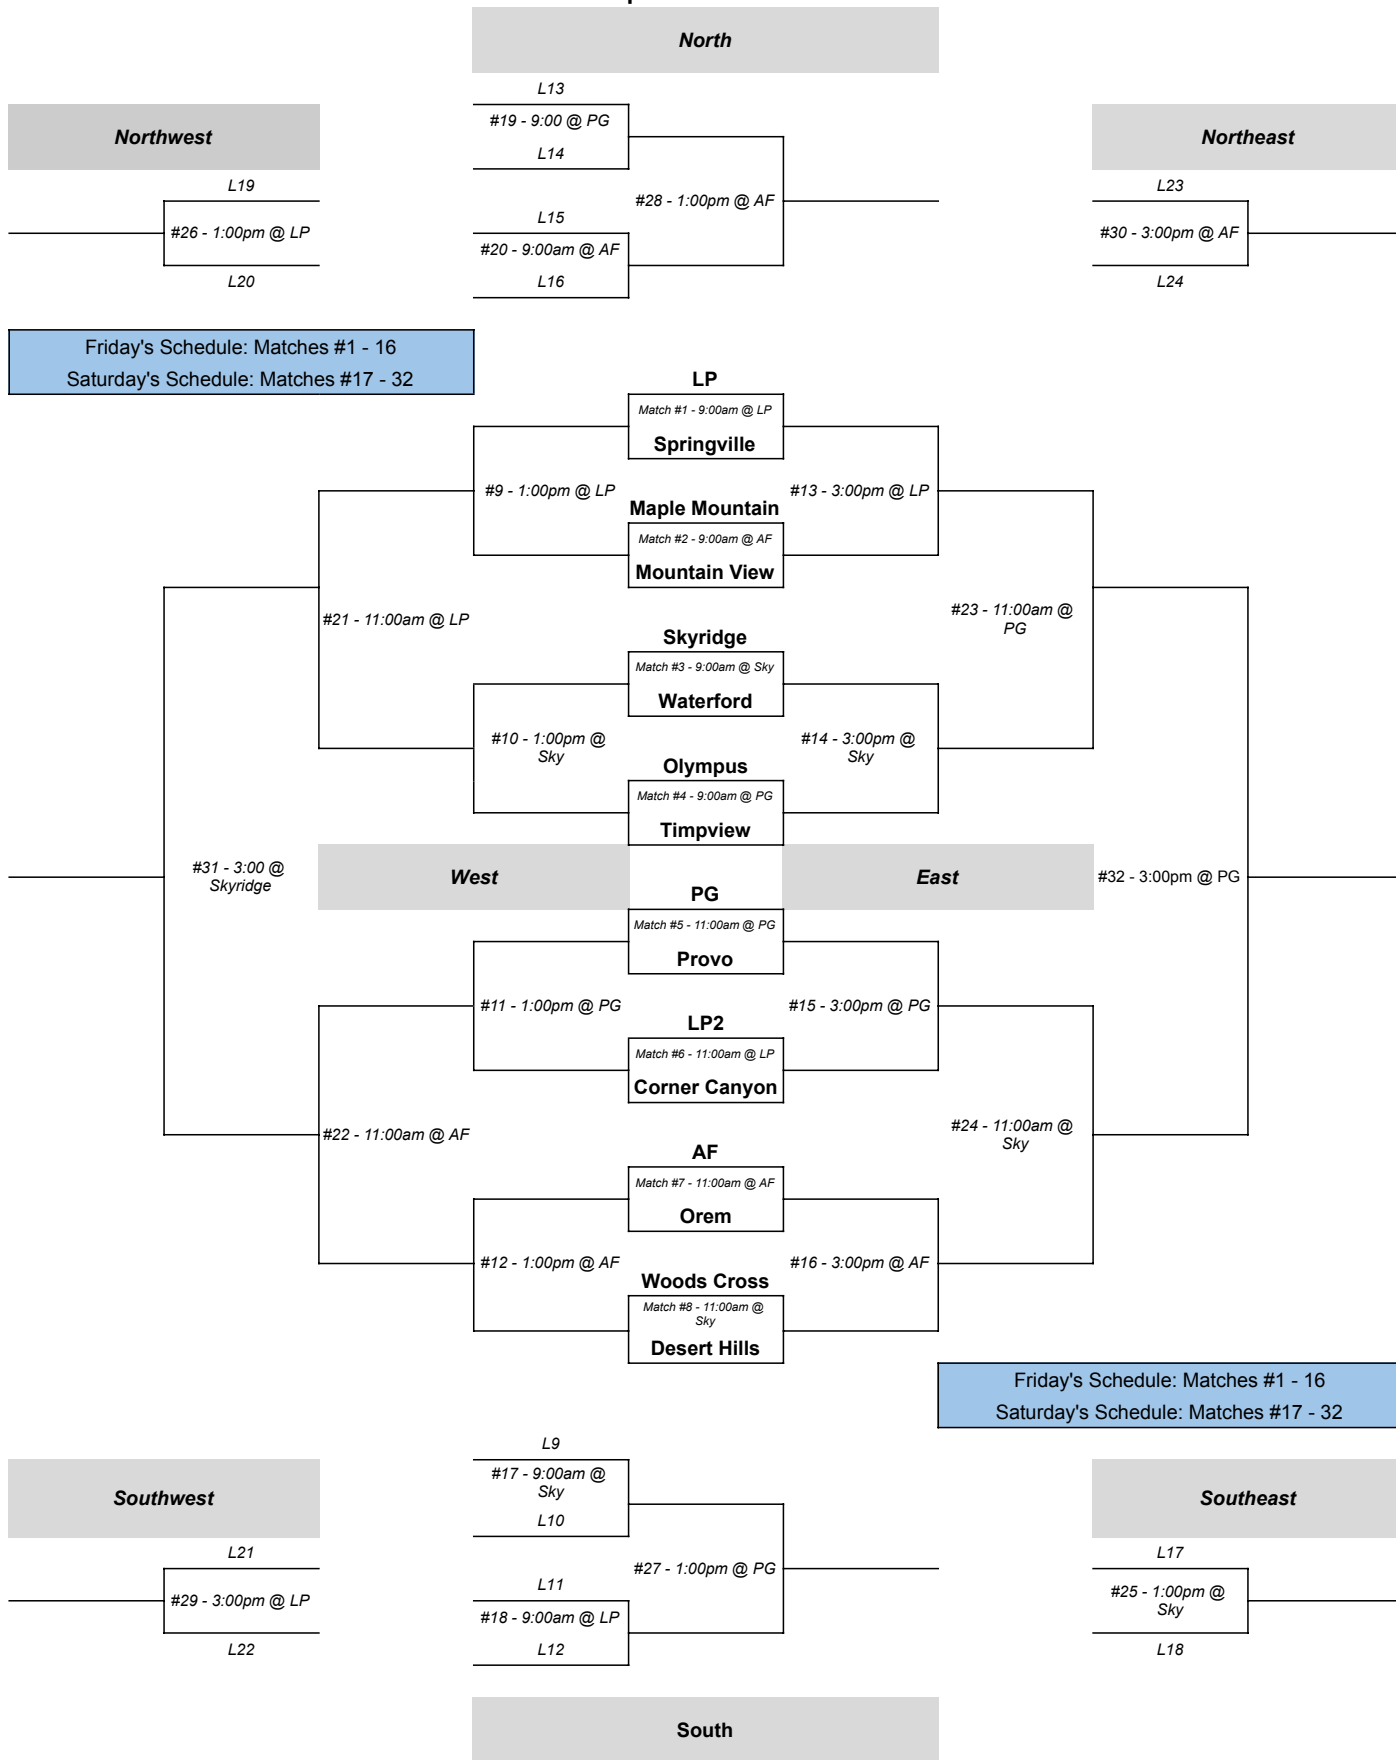 North
L13
#19 - 9:00 @ PG
L14
Northwest
Northeast
L19
#26 - 1:00pm @ LP
L20
L15
#20 - 9:00am @ AF
L16
#28 - 1:00pm @ AF
L23
#30 - 3:00pm @ AF
L24
Friday's Schedule: Matches #1 - 16
Saturday's Schedule: Matches #17 - 32
LP
Match #1 - 9:00am @ LP
Springville
#9 - 1:00pm @ LP
#13 - 3:00pm @ LP
Maple Mountain
Match #2 - 9:00am @ AF
Mountain View
#21 - 11:00am @ LP
#23 - 11:00am @
PG
Skyridge
Match #3 - 9:00am @ Sky
Waterford
#10 - 1:00pm @
Sky
#14 - 3:00pm @
Sky
Olympus
Match #4 - 9:00am @ PG
Timpview
#31 - 3:00 @
Skyridge
West
East
#32 - 3:00pm @ PG
PG
Match #5 - 11:00am @ PG
Provo
#11 - 1:00pm @ PG
#15 - 3:00pm @ PG
LP2
Match #6 - 11:00am @ LP
Corner Canyon
#22 - 11:00am @ AF
#24 - 11:00am @
Sky
AF
Match #7 - 11:00am @ AF
Orem
#12 - 1:00pm @ AF
#16 - 3:00pm @ AF
Woods Cross
Match #8 - 11:00am @
Sky
Desert Hills
Friday's Schedule: Matches #1 - 16
Saturday's Schedule: Matches #17 - 32
L9
#17 - 9:00am @
Sky
L10
Southwest
Southeast
L21
#29 - 3:00pm @ LP
L22
L11
#18 - 9:00am @ LP
L12
#27 - 1:00pm @ PG
L17
#25 - 1:00pm @
Sky
L18
South